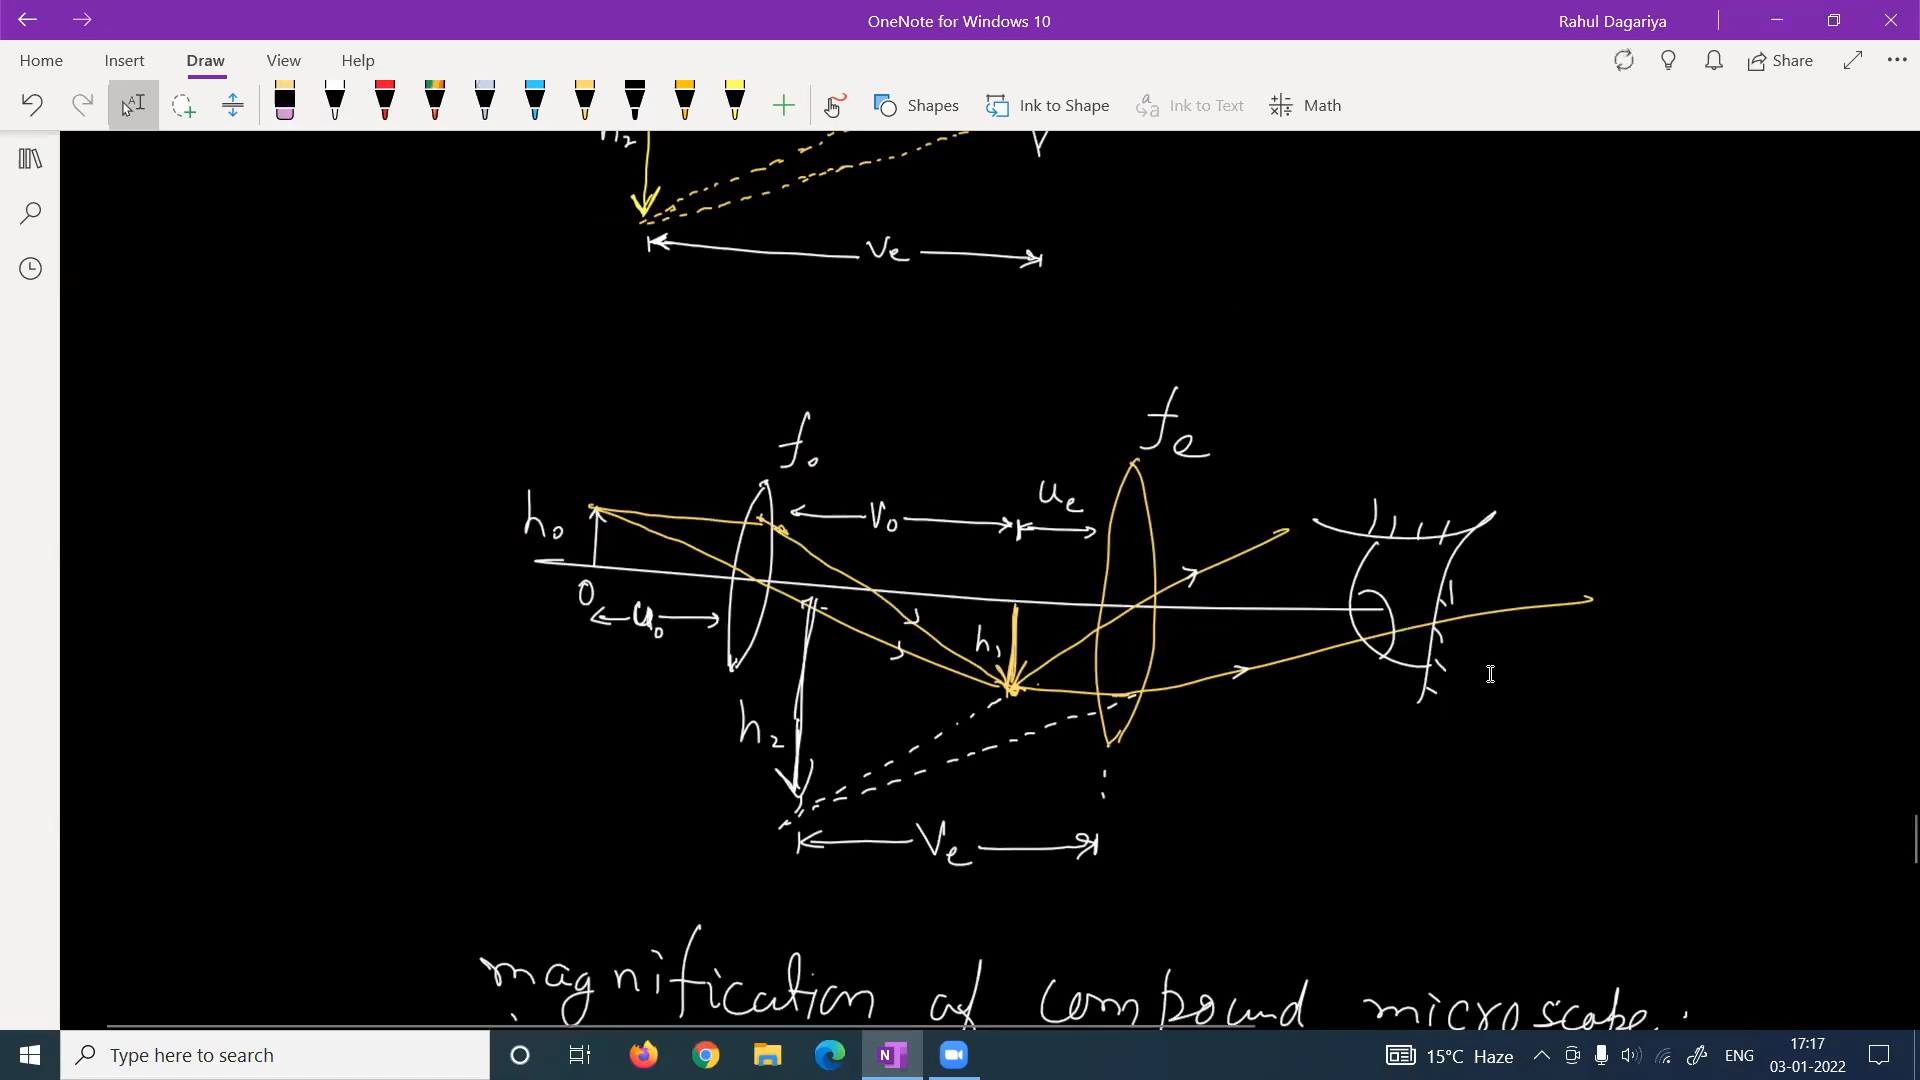 OneNote for Windows 10
Rahul Dagariya
Home Insert Draw View Help
Share
Shapes Ink to Shape Ink to Text Math
h₂
Ve
fo
fe
ho
vo
ue
O
uo
h₁
h₂
Ve
magnification of compound microscope.
Type here to search
15°C Haze
ENG
17:17
03-01-2022